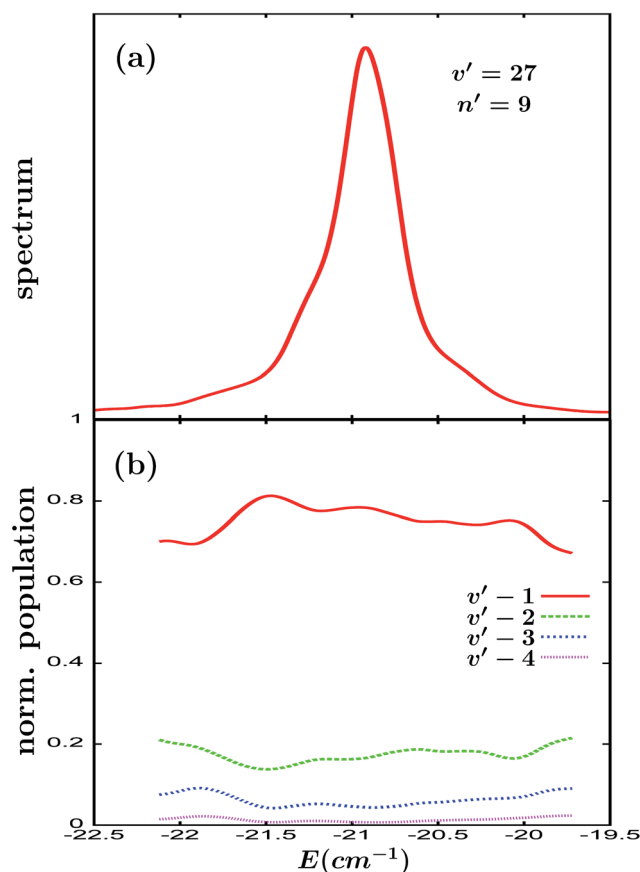 (a)
v′ = 27
n′ = 9
spectrum
1
(b)
0.8
0.6
0.4
0.2
0
norm. population
v′ − 1
v′ − 2
v′ − 3
v′ − 4
-22.5 -22 -21.5 -21 -20.5 -20 -19.5
E(cm⁻¹)